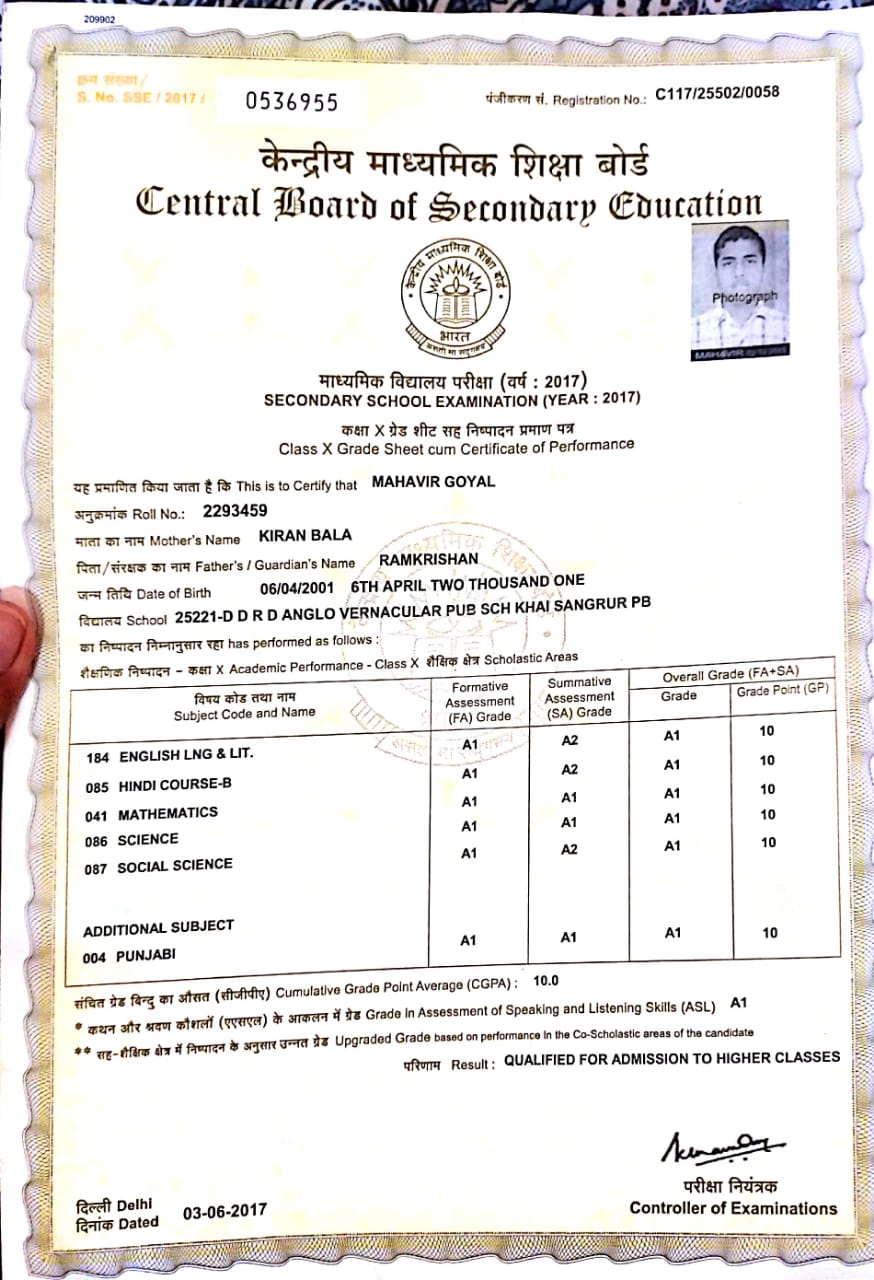 209902
क्रम संख्या/
S. No. SSE / 2017 / 0536955
पंजीकरण सं. Registration No.: C117/25502/0058
केन्द्रीय माध्यमिक शिक्षा बोर्ड
Central Board of Secondary Education
केन्द्रीय माध्यमिक शिक्षा बोर्ड
भारत
असतो मा सद्गमय
Photograph
MAHAVIR
माध्यमिक विद्यालय परीक्षा (वर्ष : 2017)
SECONDARY SCHOOL EXAMINATION (YEAR : 2017)
कक्षा X ग्रेड शीट सह निष्पादन प्रमाण पत्र
Class X Grade Sheet cum Certificate of Performance
यह प्रमाणित किया जाता है कि This is to Certify that MAHAVIR GOYAL
अनुक्रमांक Roll No.: 2293459
माता का नाम Mother's Name KIRAN BALA
पिता/संरक्षक का नाम Father's / Guardian's Name RAMKRISHAN
जन्म तिथि Date of Birth 06/04/2001 6TH APRIL TWO THOUSAND ONE
विद्यालय School 25221-D D R D ANGLO VERNACULAR PUB SCH KHAI SANGRUR PB
का निष्पादन निम्नानुसार रहा has performed as follows :
शैक्षणिक निष्पादन – कक्षा X Academic Performance - Class X शैक्षिक क्षेत्र Scholastic Areas
विषय कोड तथा नाम
Subject Code and Name
Formative
Assessment
(FA) Grade
Summative
Assessment
(SA) Grade
Overall Grade (FA+SA)
Grade Grade Point (GP)
184 ENGLISH LNG & LIT. A1 A2 A1 10
085 HINDI COURSE-B A1 A2 A1 10
041 MATHEMATICS A1 A1 A1 10
086 SCIENCE A1 A1 A1 10
087 SOCIAL SCIENCE A1 A2 A1 10
ADDITIONAL SUBJECT
004 PUNJABI A1 A1 A1 10
संचित ग्रेड बिन्दु का औसत (सीजीपीए) Cumulative Grade Point Average (CGPA) : 10.0
* कथन और श्रवण कौशलों (एएसएल) के आकलन में ग्रेड Grade in Assessment of Speaking and Listening Skills (ASL) A1
** सह-शैक्षिक क्षेत्र में निष्पादन के अनुसार उन्नत ग्रेड Upgraded Grade based on performance in the Co-Scholastic areas of the candidate
परिणाम Result : QUALIFIED FOR ADMISSION TO HIGHER CLASSES
परीक्षा नियंत्रक
Controller of Examinations
दिल्ली Delhi
दिनांक Dated 03-06-2017